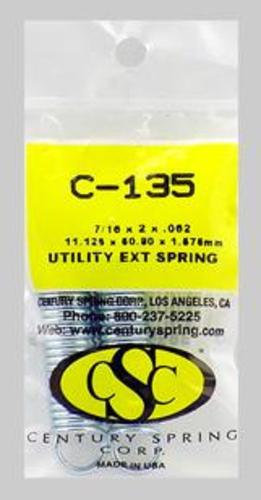 C-135
7/16 x 2 x .062
11.125 x 50.80 x 1.575mm
UTILITY EXT SPRING
CENTURY SPRING CORP., LOS ANGELES, CA
Phone: 800-237-5225
Web: www.centuryspring.com
CSC
CENTURY SPRING
CORP.
MADE IN USA